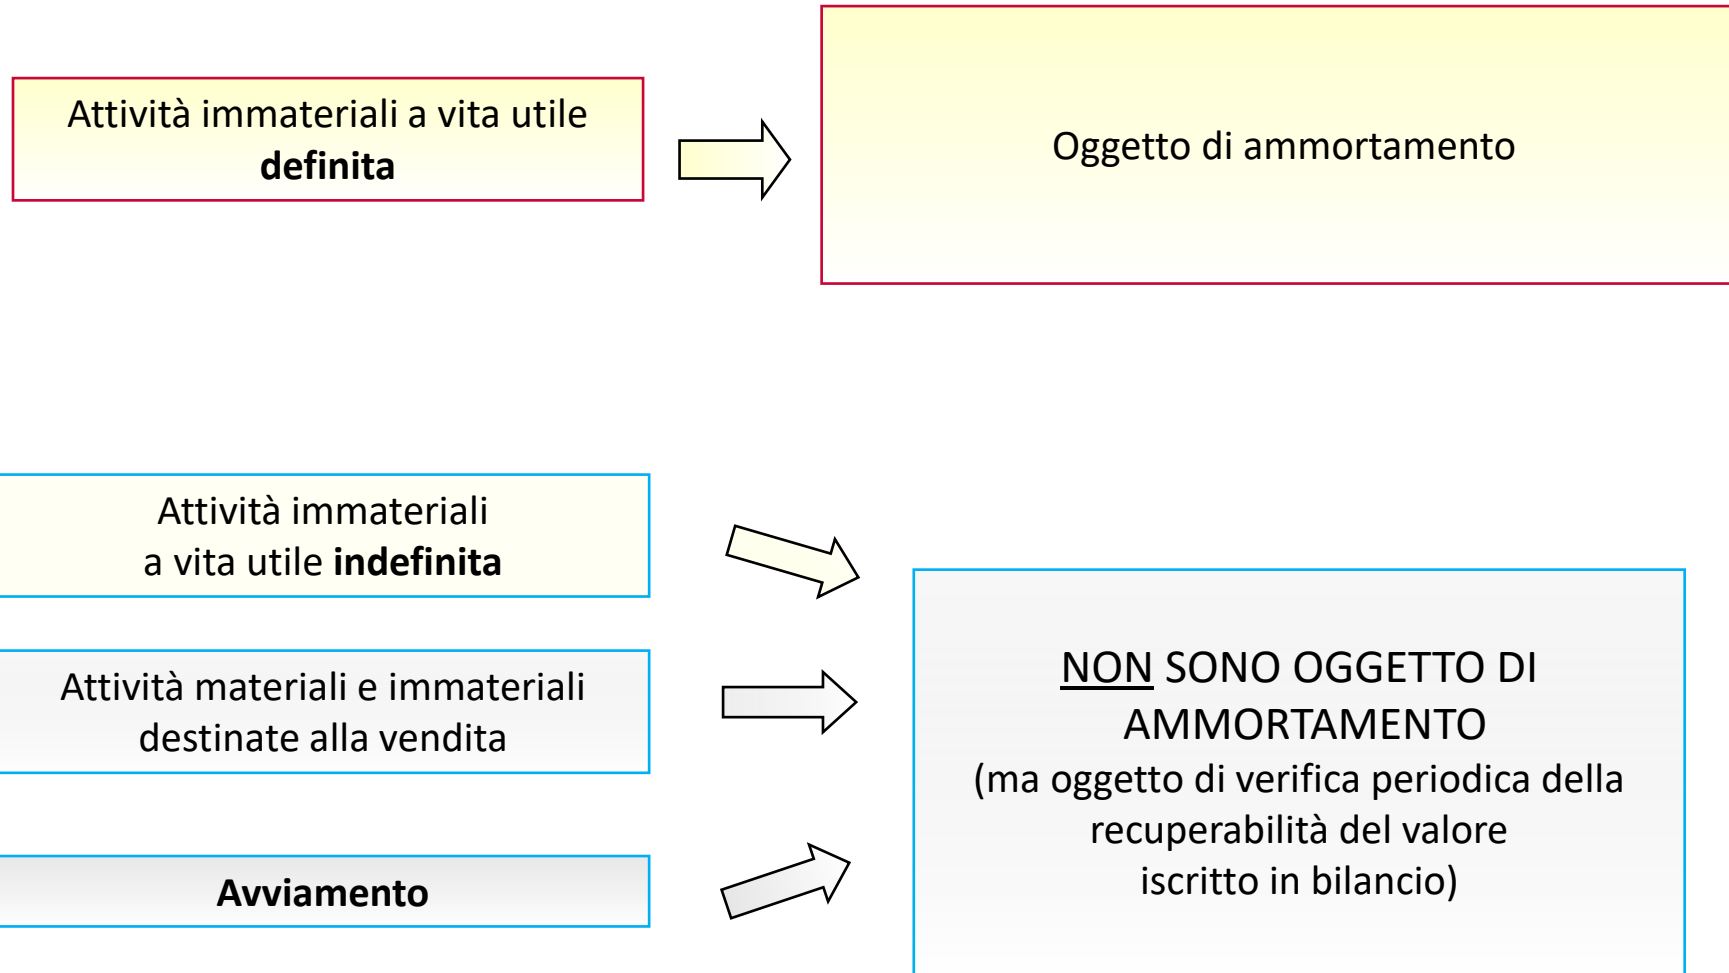 Attività immateriali a vita utile
definita
Oggetto di ammortamento
Attività immateriali
a vita utile indefinita
Attività materiali e immateriali
destinate alla vendita
Avviamento
NON SONO OGGETTO DI
AMMORTAMENTO
(ma oggetto di verifica periodica della
recuperabilità del valore
iscritto in bilancio)